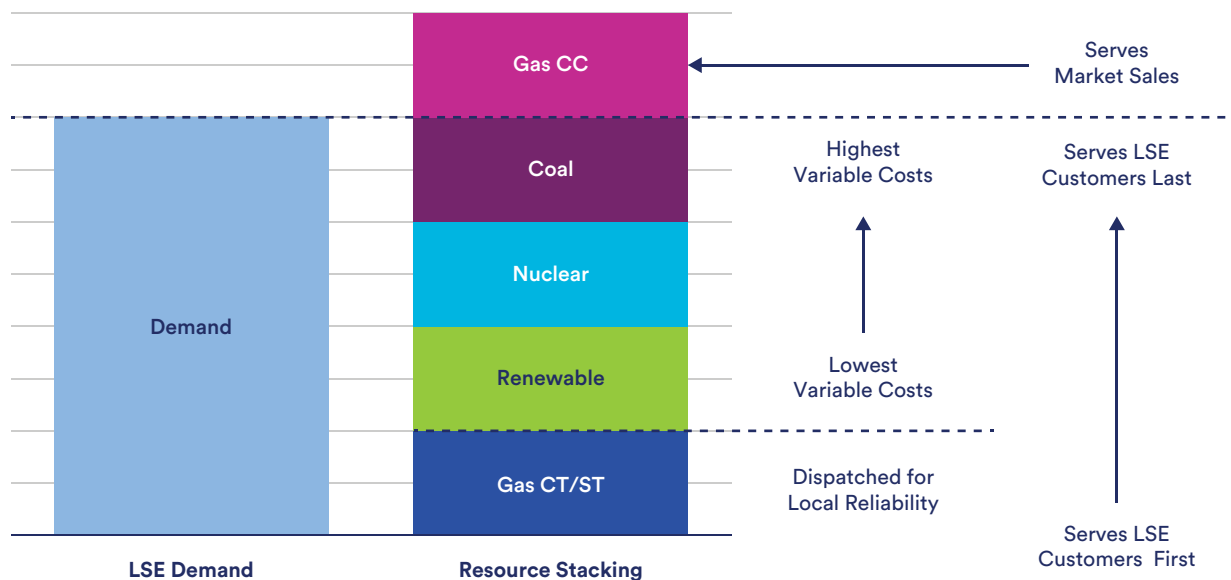 Gas CC
Serves
Market Sales
Coal
Highest
Variable Costs
Serves LSE
Customers Last
Nuclear
Demand
Renewable
Lowest
Variable Costs
Gas CT/ST
Dispatched for
Local Reliability
Serves LSE
Customers First
LSE Demand
Resource Stacking